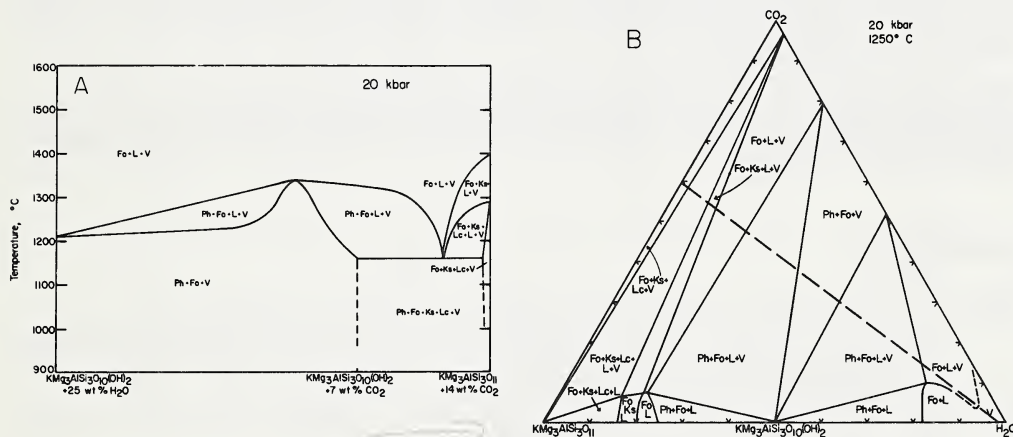 A
20 kbar
1600
1500
1400
1300
1200
1100
1000
900
Temperature, °C
Fo+L+V
Fo+L+V
Fo+Ks+
L+V
Ph+Fo+L+V
Ph+Fo+L+V
Fo+Ks+
Lc+L+V
Fo+Ks+Lc+V
Ph+Fo+V
Ph+Fo+Ks+Lc+V
KMg3AlSi3O10(OH)2
+25 wt % H2O
KMg3AlSi3O10(OH)2
+7 wt % CO2
KMg3AlSi3O11
+14 wt % CO2
B
CO2
20 kbar
1250° C
Fo+L+V
Fo+Ks+L+V
Ph+Fo+V
Fo+Ks+
Lc+V
Fo+Ks+Lc+
L+V
Ph+Fo+L+V
Ph+Fo+L+V
Fo+L+V
Fo+Ks+Lc+L
Fo
Ks
L
Fo
L
Ph+Fo+L
Ph+Fo+L
Fo+L
V
KMg3AlSi3O11
KMg3AlSi3O10(OH)2
H2O